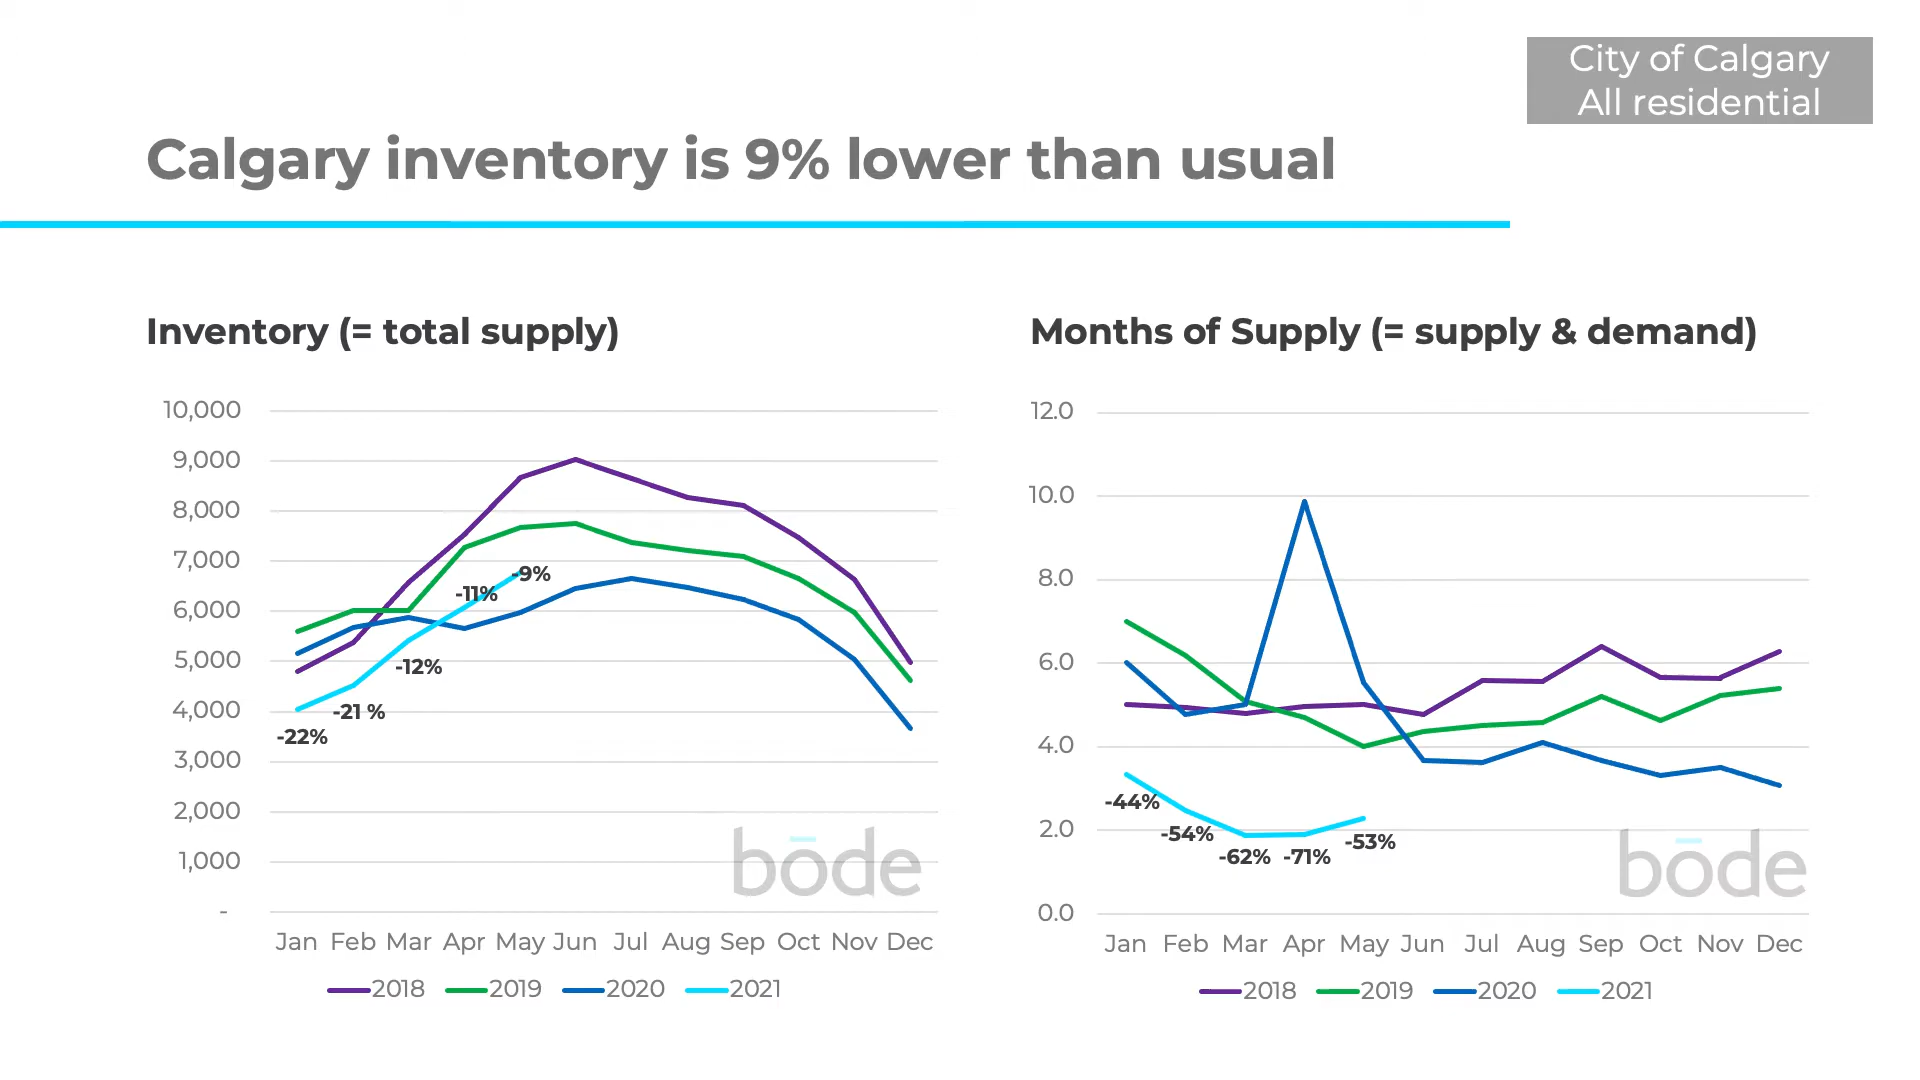 City of Calgary
All residential
Calgary inventory is 9% lower than usual
Inventory (= total supply)
10,000
9,000
8,000
7,000
6,000
5,000
4,000
3,000
2,000
1,000
-
-22%
-21 %
-12%
-11%
-9%
bōde
Jan Feb Mar Apr May Jun Jul Aug Sep Oct Nov Dec
2018 2019 2020 2021
Months of Supply (= supply & demand)
12.0
10.0
8.0
6.0
4.0
2.0
0.0
-44%
-54%
-62%
-71%
-53%
bōde
Jan Feb Mar Apr May Jun Jul Aug Sep Oct Nov Dec
2018 2019 2020 2021